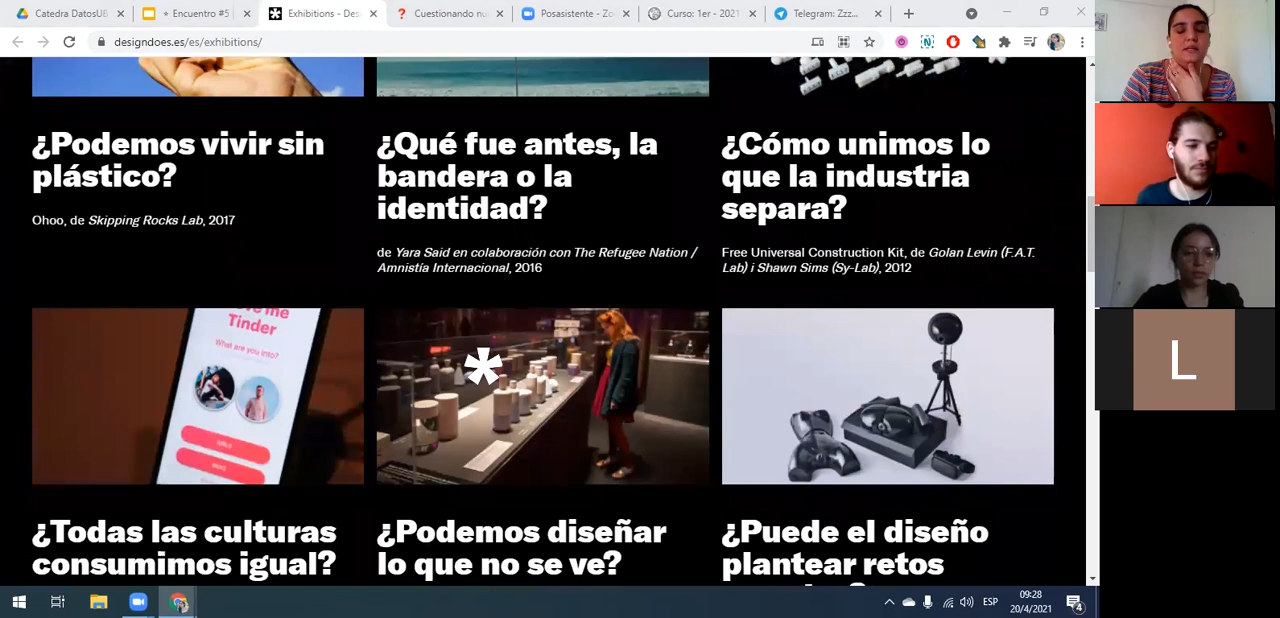 Catedra DatosUB
* Encuentro #5 |
Exhibitions - Des
Cuestionando nu
Posasistente - Zo
Curso: 1er - 2021
Telegram: Zzz...
designdoes.es/es/exhibitions/
¿Podemos vivir sin
plástico?
Ohoo, de Skipping Rocks Lab, 2017
¿Qué fue antes, la
bandera o la
identidad?
de Yara Said en colaboración con The Refugee Nation /
Amnistía Internacional, 2016
¿Cómo unimos lo
que la industria
separa?
Free Universal Construction Kit, de Golan Levin (F.A.T.
Lab) i Shawn Sims (Sy-Lab), 2012
me
Tinder
What are you into?
GIRLS
*
¿Todas las culturas
consumimos igual?
¿Podemos diseñar
lo que no se ve?
¿Puede el diseño
plantear retos
L
ESP
09:28
20/4/2021
4